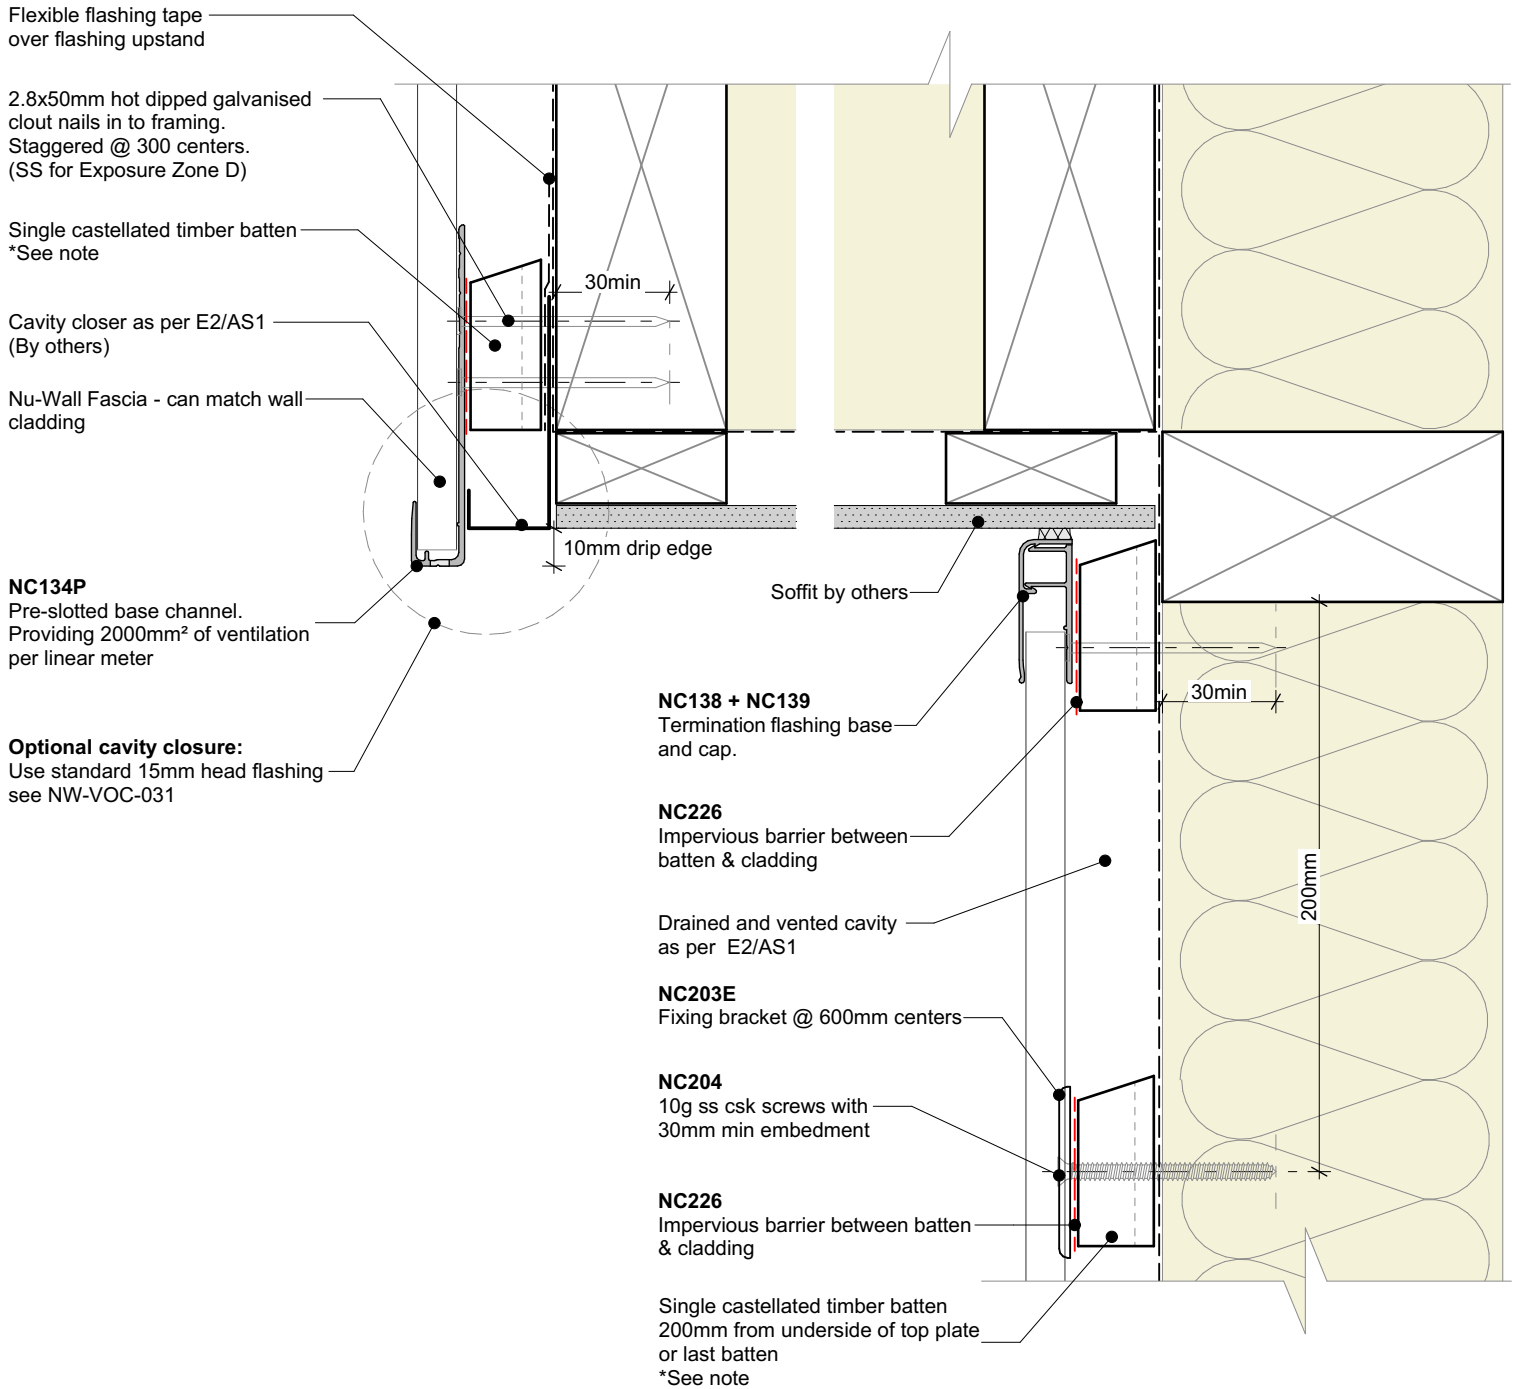 Flexible flashing tape
over flashing upstand
2.8x50mm hot dipped galvanised
clout nails in to framing.
Staggered @ 300 centers.
(SS for Exposure Zone D)
Single castellated timber batten
*See note
Cavity closer as per E2/AS1
(By others)
Nu-Wall Fascia - can match wall
cladding
NC134P
Pre-slotted base channel.
Providing 2000mm² of ventilation
per linear meter
Optional cavity closure:
Use standard 15mm head flashing
see NW-VOC-031
30min
10mm drip edge
Soffit by others
NC138 + NC139
Termination flashing base
and cap.
NC226
Impervious barrier between
batten & cladding
Drained and vented cavity
as per E2/AS1
NC203E
Fixing bracket @ 600mm centers
NC204
10g ss csk screws with
30mm min embedment
NC226
Impervious barrier between batten
& cladding
Single castellated timber batten
200mm from underside of top plate
or last batten
*See note
30min
200mm